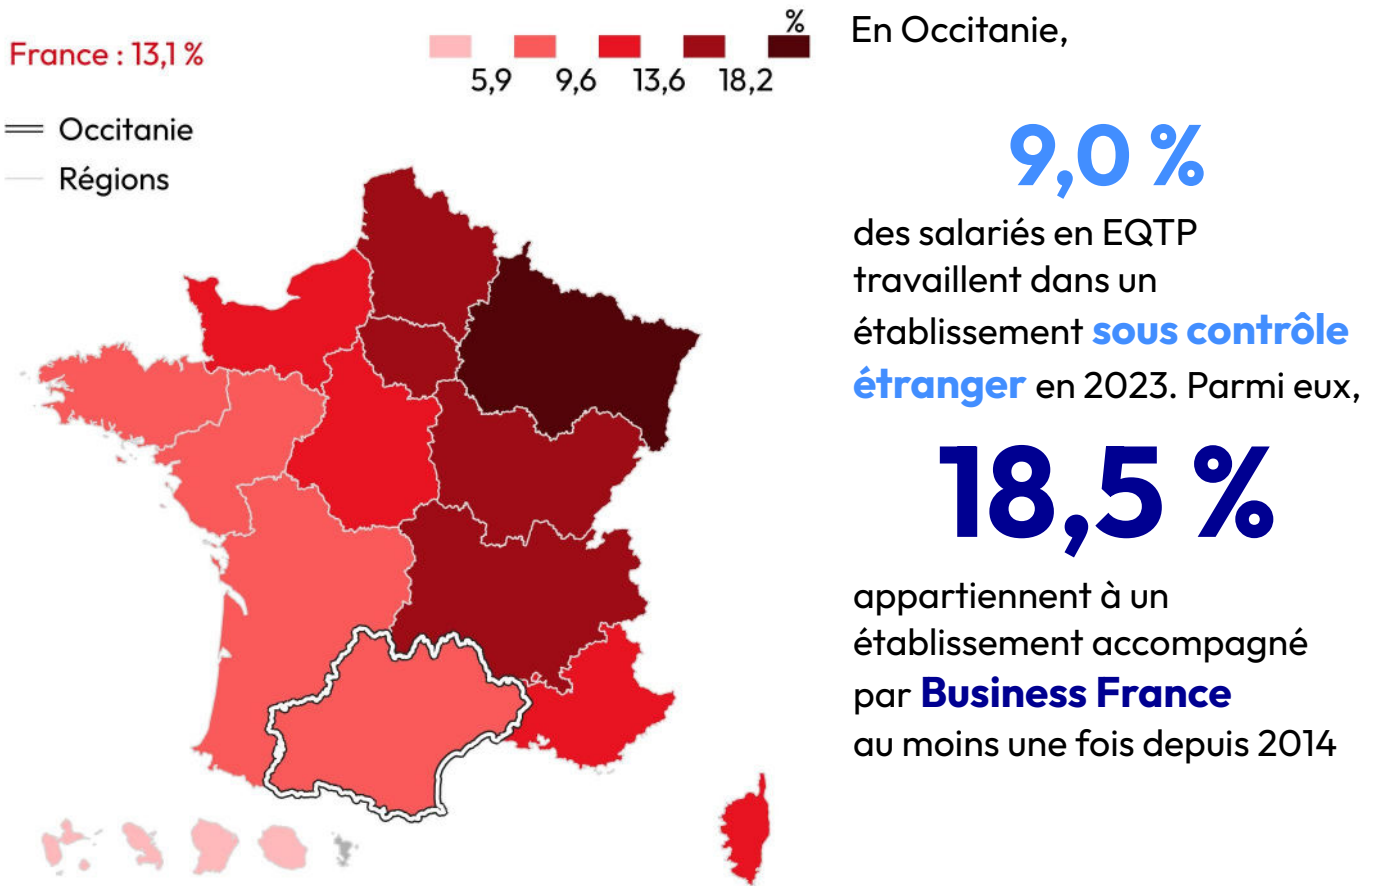 France : 13,1 %
%
5,9 9,6 13,6 18,2
Occitanie
Régions
En Occitanie,
9,0 %
des salariés en EQTP
travaillent dans un
établissement sous contrôle
étranger en 2023. Parmi eux,
18,5 %
appartiennent à un
établissement accompagné
par Business France
au moins une fois depuis 2014